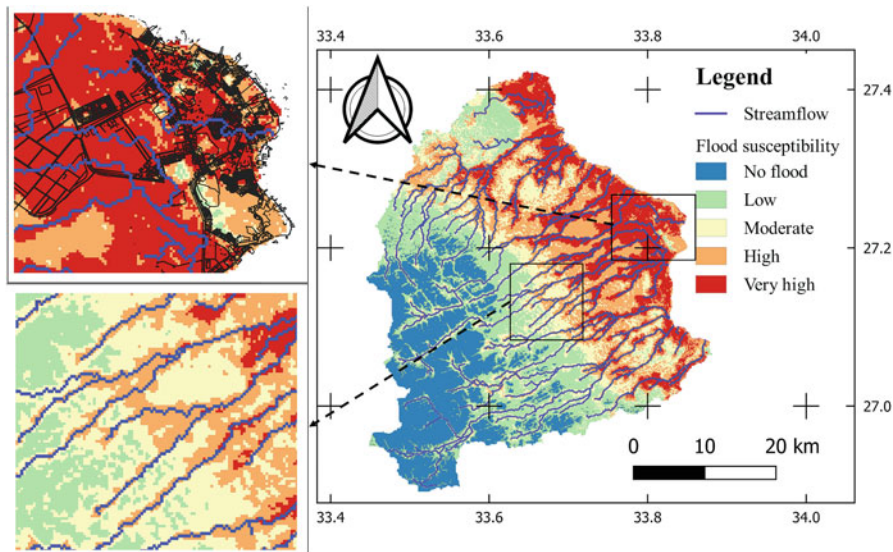 33.4 33.6 33.8 34.0
Legend
27.4
Streamflow
Flood susceptibility
No flood
Low
Moderate
27.2
High
Very high
27.0
0 10 20 km
33.4 33.6 33.8 34.0